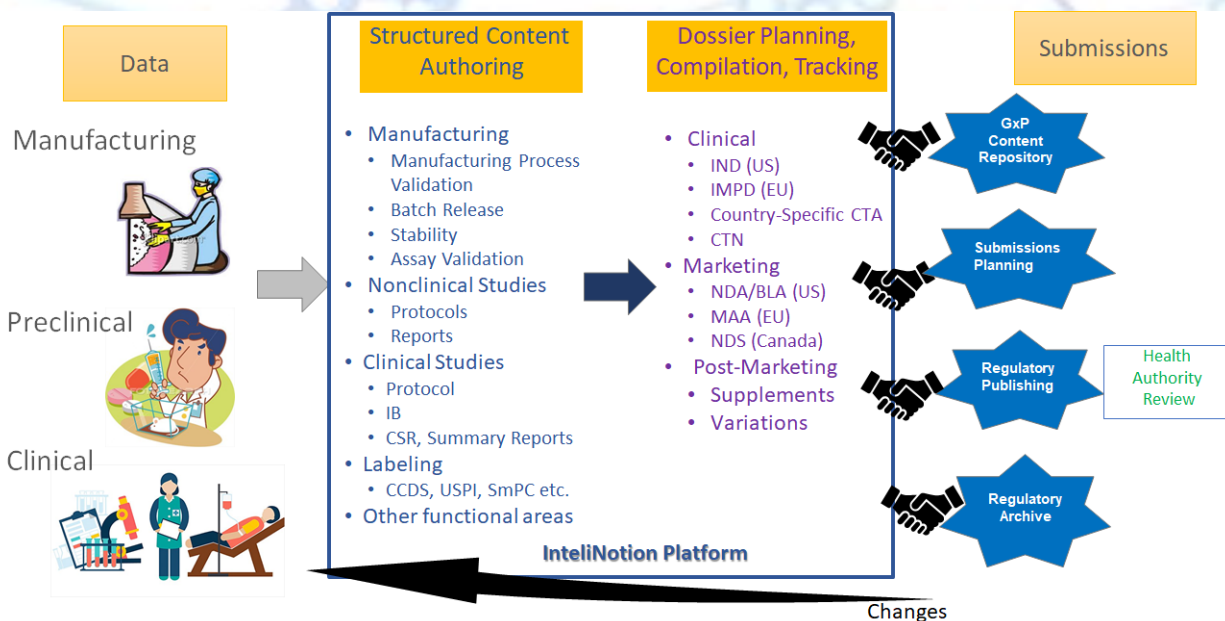 Data
Structured Content
Authoring
Dossier Planning,
Compilation, Tracking
Submissions
Manufacturing
Preclinical
Clinical
• Manufacturing
• Manufacturing Process
Validation
• Batch Release
• Stability
• Assay Validation
• Nonclinical Studies
• Protocols
• Reports
• Clinical Studies
• Protocol
• IB
• CSR, Summary Reports
• Labeling
• CCDS, USPI, SmPC etc.
• Other functional areas
• Clinical
• IND (US)
• IMPD (EU)
• Country-Specific CTA
• CTN
• Marketing
• NDA/BLA (US)
• MAA (EU)
• NDS (Canada)
• Post-Marketing
• Supplements
• Variations
InteliNotion Platform
GxP
Content
Repository
Submissions
Planning
Regulatory
Publishing
Health
Authority
Review
Regulatory
Archive
Changes